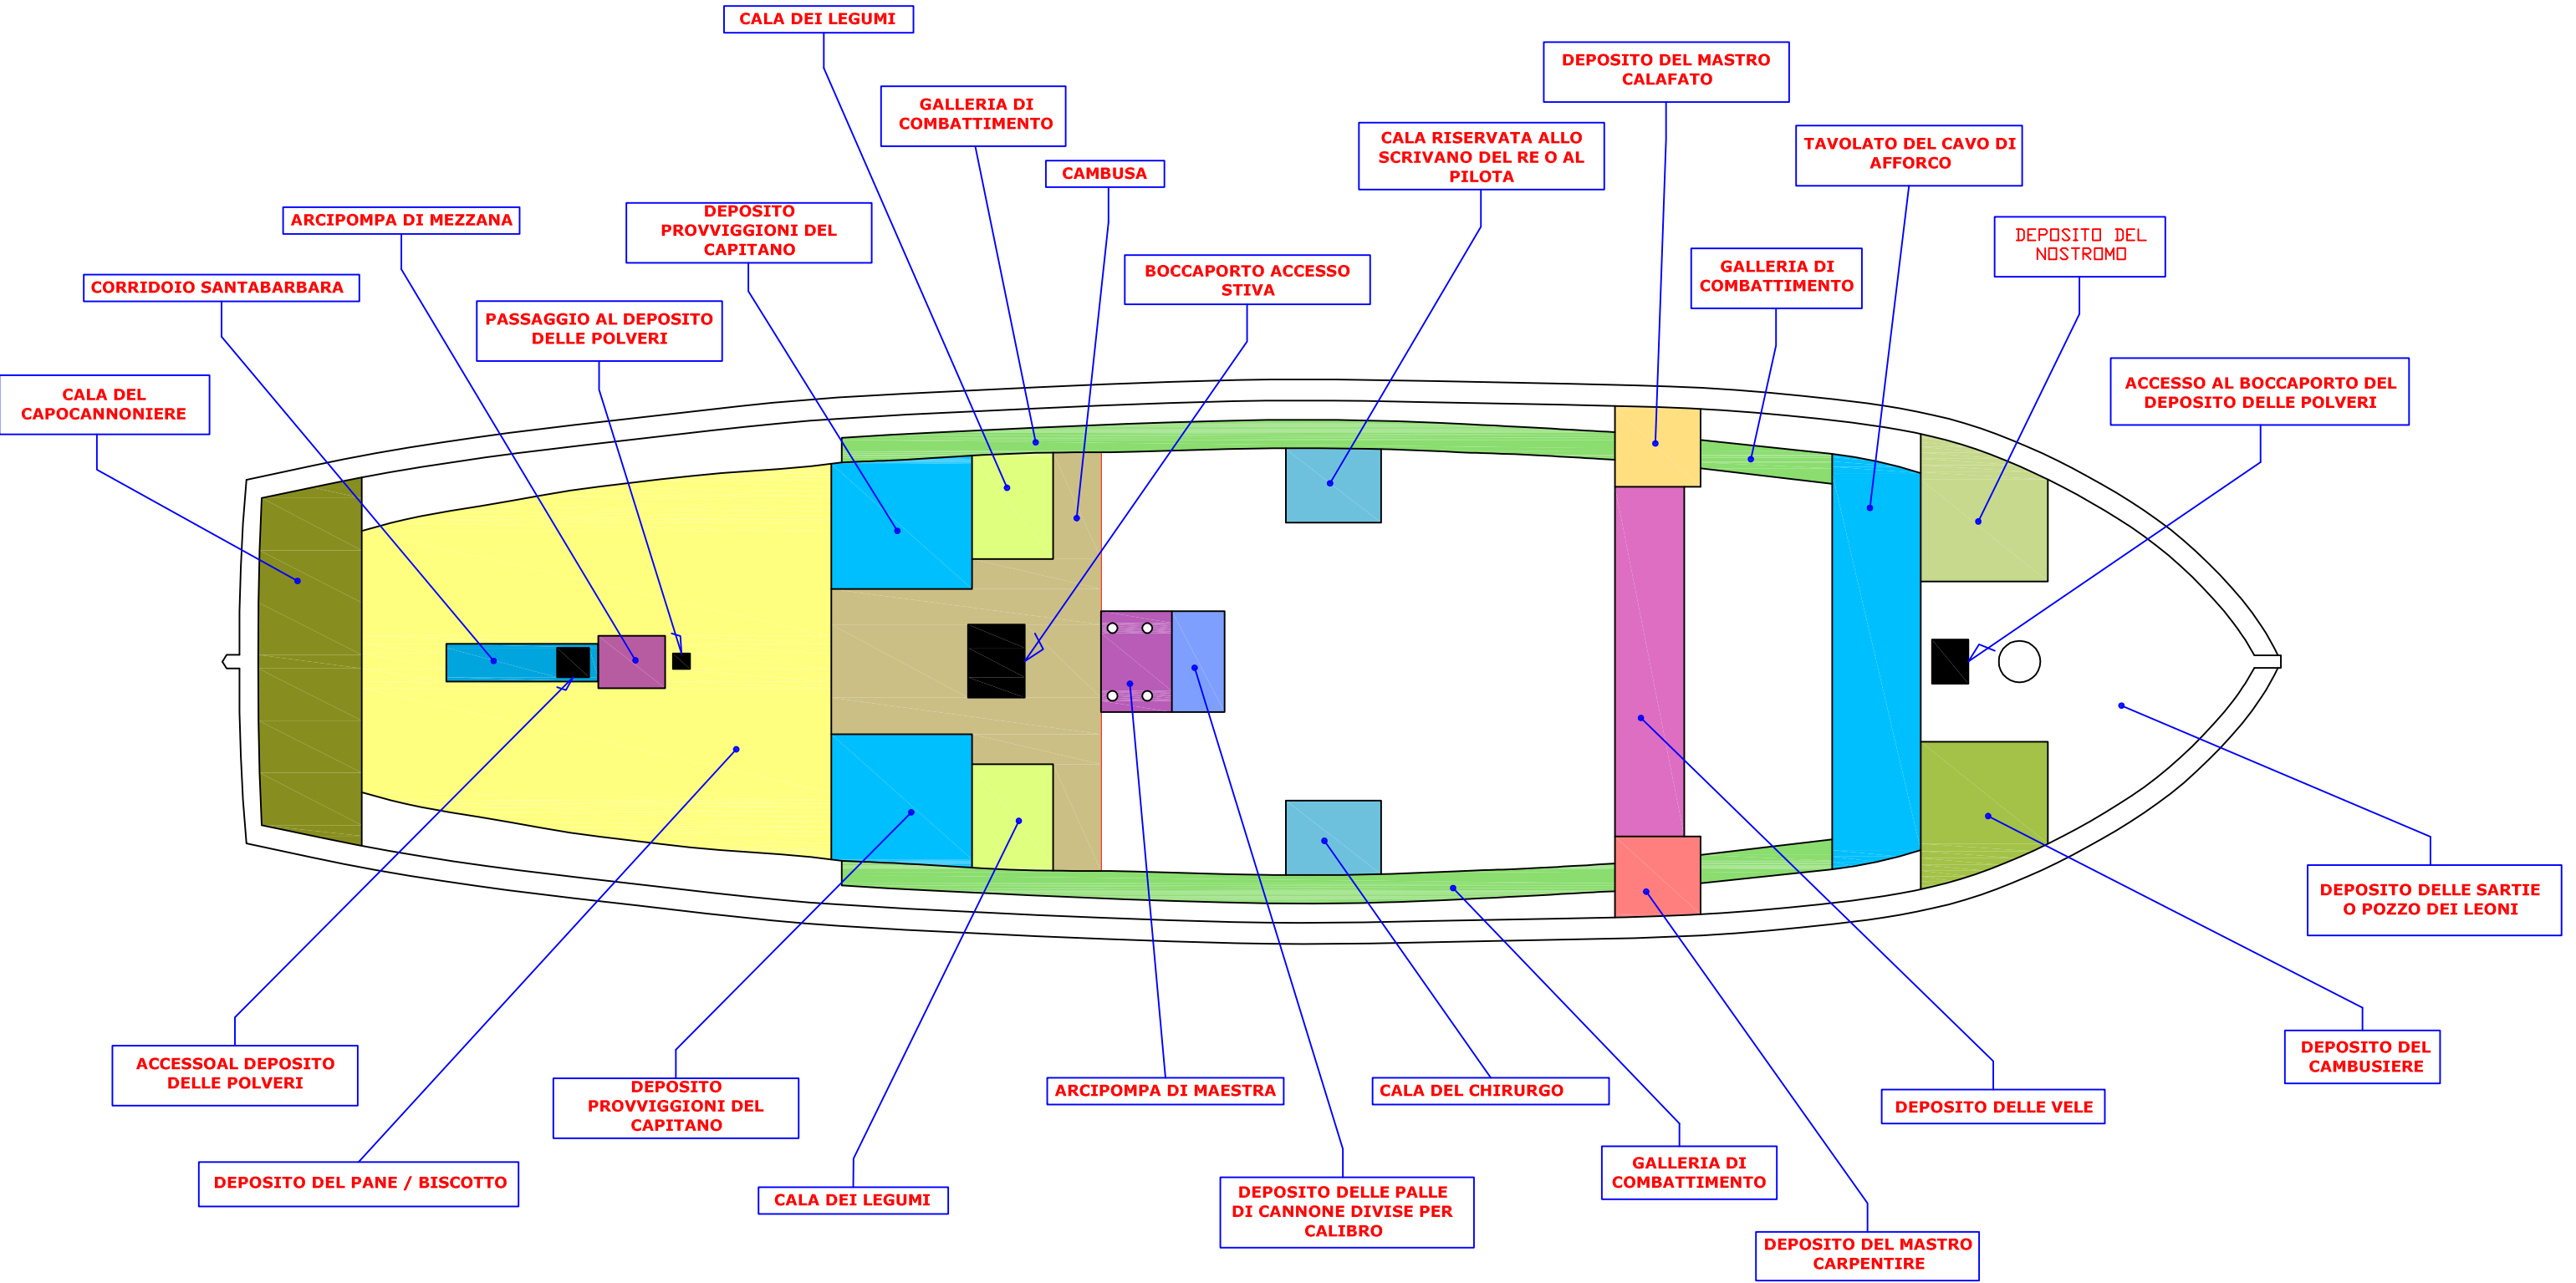 CALA DEI LEGUMI
GALLERIA DI
COMBATTIMENTO
CAMBUSA
DEPOSITO DEL MASTRO
CALAFATO
CALA RISERVATA ALLO
SCRIVANO DEL RE O AL
PILOTA
TAVOLATO DEL CAVO DI
AFFORCO
ARCIPOMPA DI MEZZANA
DEPOSITO
PROVVIGGIONI DEL
CAPITANO
DEPOSITO DEL
NOSTROMO
BOCCAPORTO ACCESSO
STIVA
GALLERIA DI
COMBATTIMENTO
CORRIDOIO SANTABARBARA
PASSAGGIO AL DEPOSITO
DELLE POLVERI
CALA DEL
CAPOCANNONIERE
ACCESSO AL BOCCAPORTO DEL
DEPOSITO DELLE POLVERI
DEPOSITO DELLE SARTIE
O POZZO DEI LEONI
ACCESSOAL DEPOSITO
DELLE POLVERI
DEPOSITO
PROVVIGGIONI DEL
CAPITANO
ARCIPOMPA DI MAESTRA
CALA DEL CHIRURGO
DEPOSITO DEL
CAMBUSIERE
DEPOSITO DELLE VELE
DEPOSITO DEL PANE / BISCOTTO
CALA DEI LEGUMI
DEPOSITO DELLE PALLE
DI CANNONE DIVISE PER
CALIBRO
GALLERIA DI
COMBATTIMENTO
DEPOSITO DEL MASTRO
CARPENTIRE